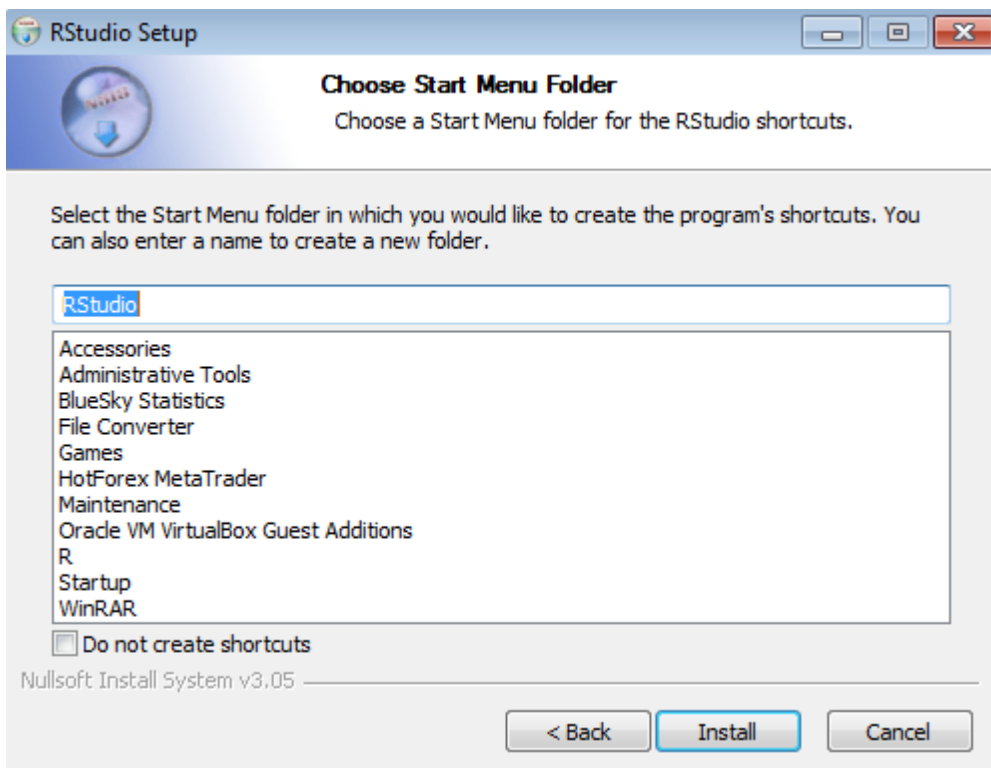 RStudio Setup
Choose Start Menu Folder
Choose a Start Menu folder for the RStudio shortcuts.
Select the Start Menu folder in which you would like to create the program's shortcuts. You
can also enter a name to create a new folder.
RStudio
Accessories
Administrative Tools
BlueSky Statistics
File Converter
Games
HotForex MetaTrader
Maintenance
Oracle VM VirtualBox Guest Additions
R
Startup
WinRAR
Do not create shortcuts
Nullsoft Install System v3.05
< Back
Install
Cancel